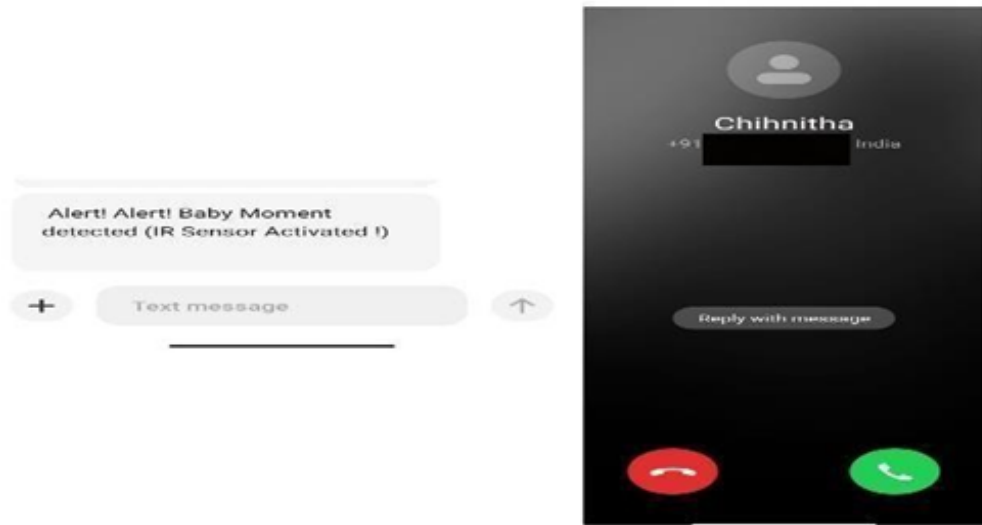 Alert! Alert! Baby Moment
detected (IR Sensor Activated !)
Text message
Chihnitha
+91 India
Reply with message